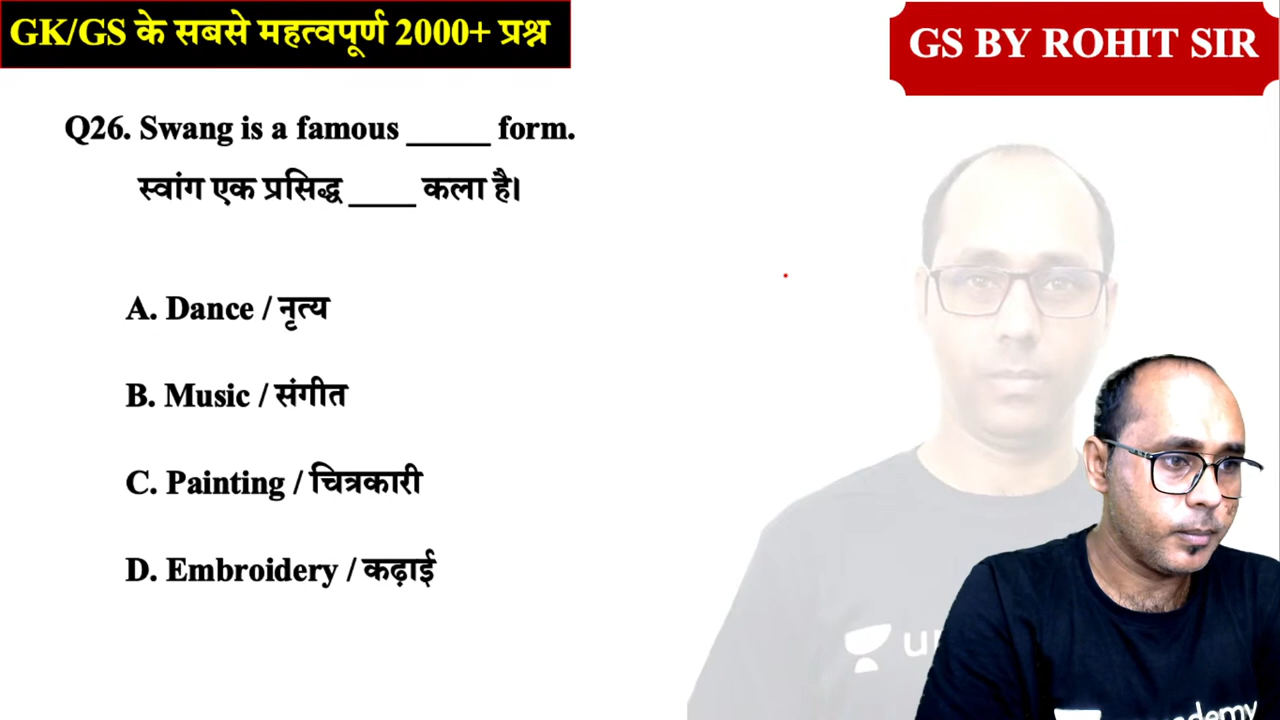 GK/GS के सबसे महत्वपूर्ण 2000+ प्रश्न
GS BY ROHIT SIR
Q26. Swang is a famous _____ form.
स्वांग एक प्रसिद्ध ____ कला है।
A. Dance / नृत्य
B. Music / संगीत
C. Painting / चित्रकारी
D. Embroidery / कढ़ाई